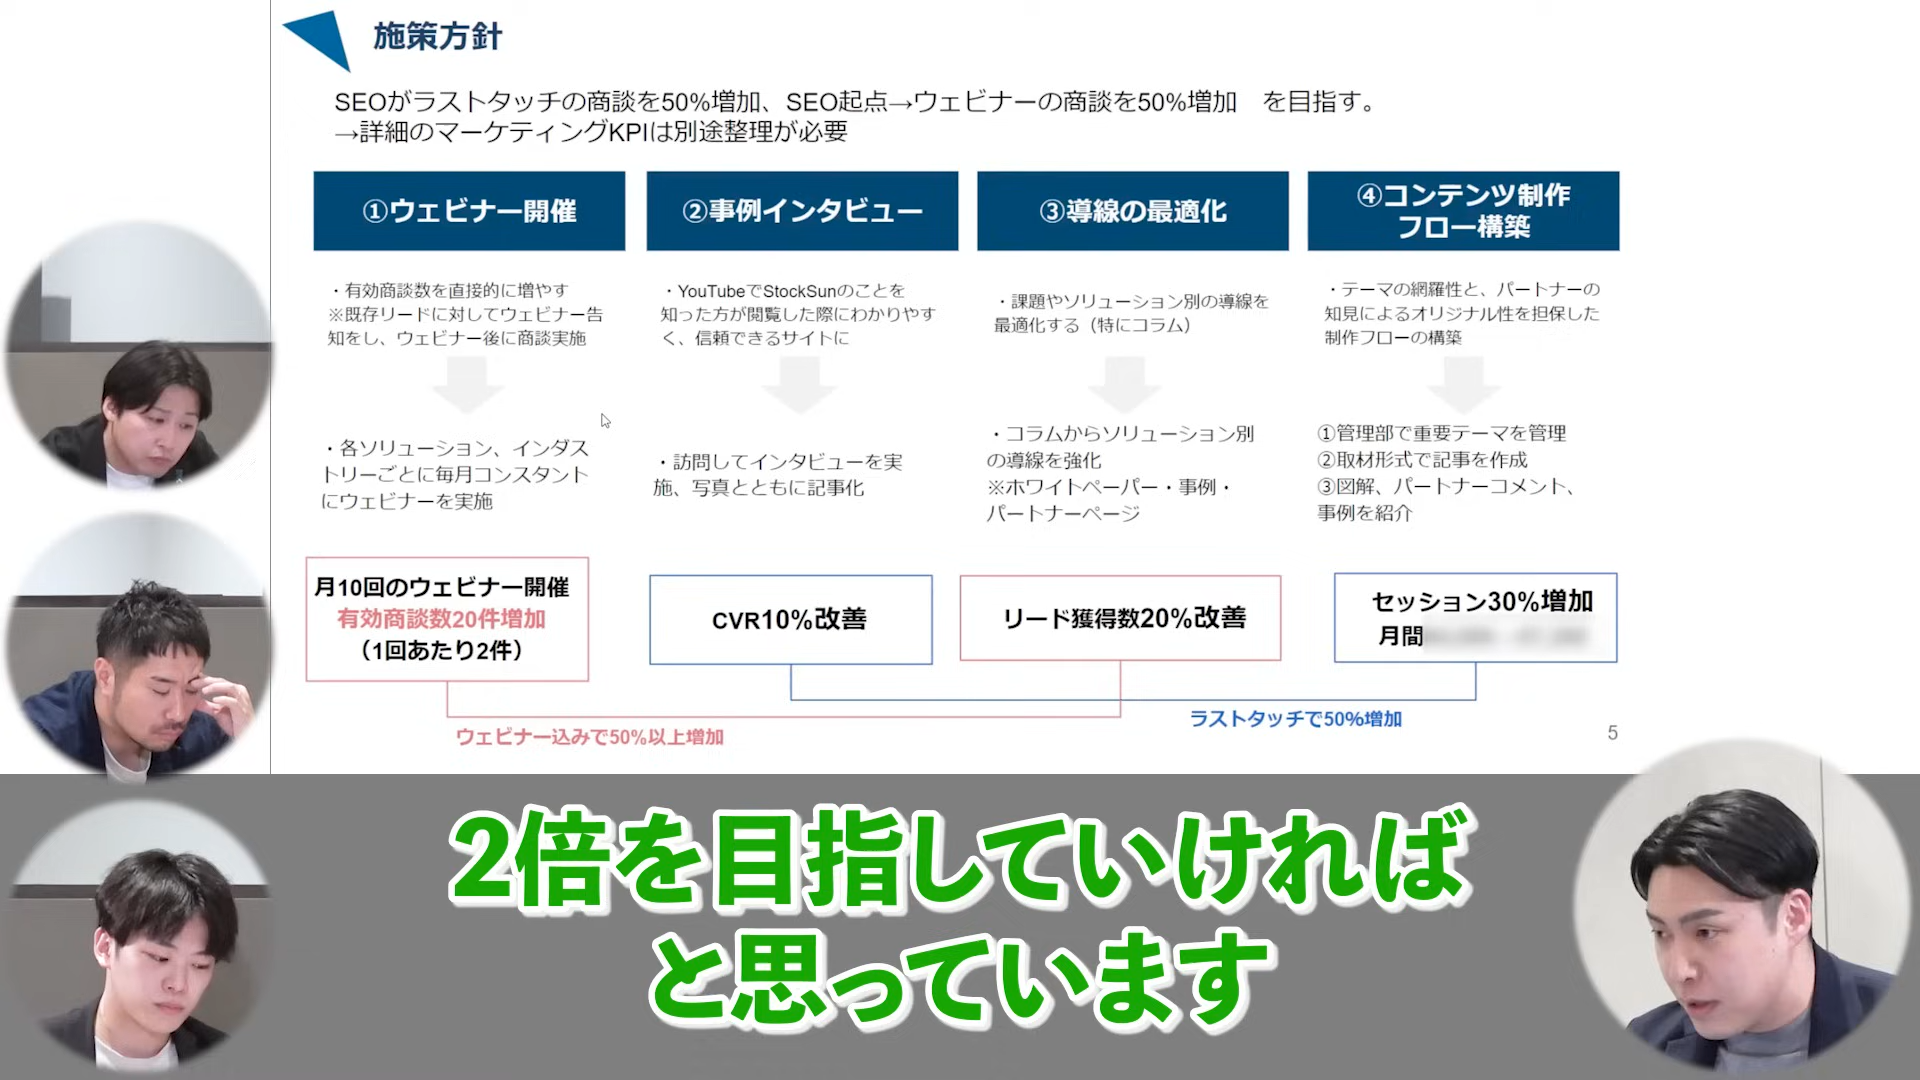 施策方針
SEOがラストタッチの商談を50%増加、SEO起点→ウェビナーの商談を50%増加　を目指す。
→詳細のマーケティングKPIは別途整理が必要
①ウェビナー開催
・有効商談数を直接的に増やす
※既存リードに対してウェビナー告
知をし、ウェビナー後に商談実施
・各ソリューション、インダス
トリーごとに毎月コンスタント
にウェビナーを実施
月10回のウェビナー開催
有効商談数20件増加
（1回あたり2件）
②事例インタビュー
・YouTubeでStockSunのことを
知った方が閲覧した際にわかりやす
く、信頼できるサイトに
・訪問してインタビューを実
施、写真とともに記事化
CVR10%改善
③導線の最適化
・課題やソリューション別の導線を
最適化する（特にコラム）
・コラムからソリューション別
の導線を強化
※ホワイトペーパー・事例・
パートナーページ
リード獲得数20%改善
④コンテンツ制作
フロー構築
・テーマの網羅性と、パートナーの
知見によるオリジナル性を担保した
制作フローの構築
①管理部で重要テーマを管理
②取材形式で記事を作成
③図解、パートナーコメント、
事例を紹介
セッション30%増加
月間
ラストタッチで50%増加
ウェビナー込みで50%以上増加
5
2倍を目指していければ
と思っています